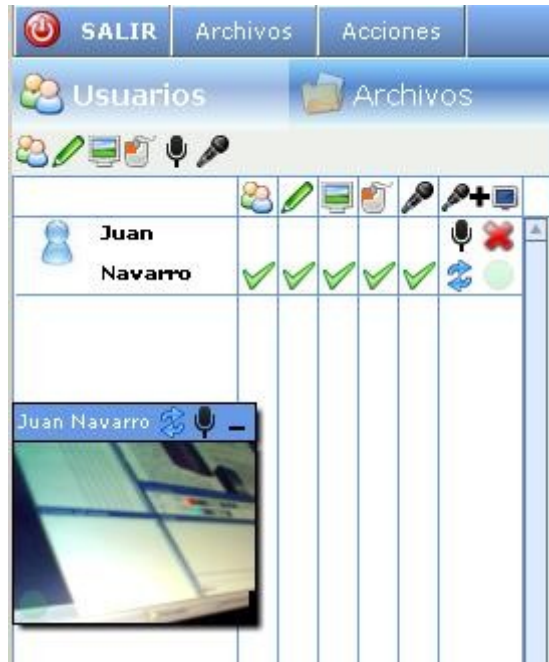 SALIR Archivos Acciones
Usuarios Archivos
Juan
Navarro
Juan Navarro